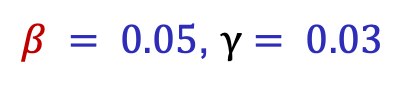 β = 0.05, γ = 0.03